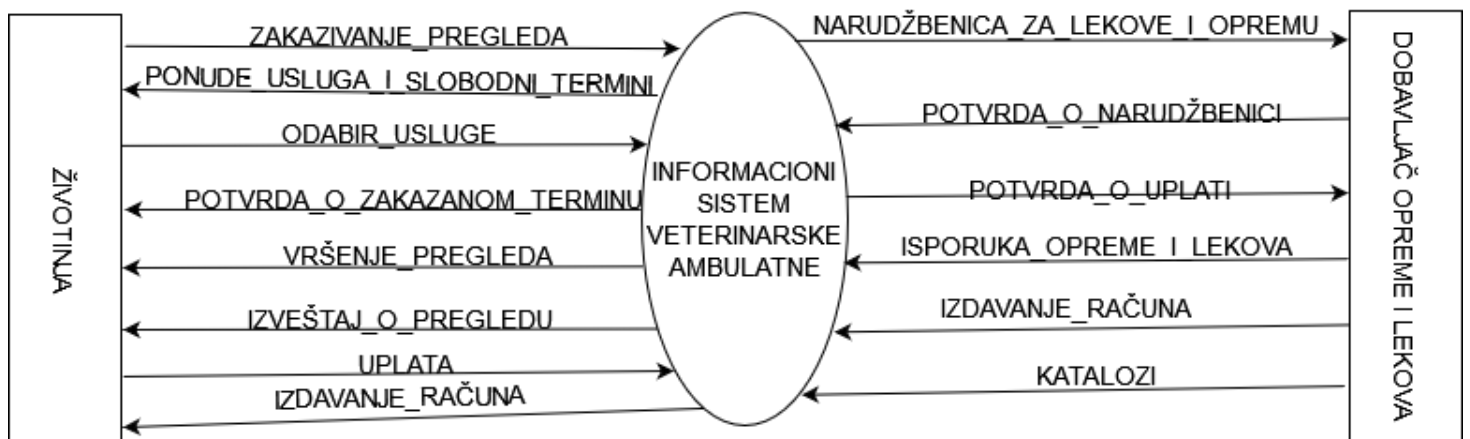 ŽIVOTINJA
ZAKAZIVANJE_PREGLEDA
PONUDE_USLUGA_I_SLOBODNI_TERMINI
ODABIR_USLUGE
POTVRDA_O_ZAKAZANOM_TERMINU
VRŠENJE_PREGLEDA
IZVEŠTAJ_O_PREGLEDU
UPLATA
IZDAVANJE_RAČUNA
INFORMACIONI
SISTEM
VETERINARSKE
AMBULATNE
NARUDŽBENICA_ZA_LEKOVE_I_OPREMU
POTVRDA_O_NARUDŽBENICI
POTVRDA_O_UPLATI
ISPORUKA_OPREME_I_LEKOVA
IZDAVANJE_RAČUNA
KATALOZI
DOBAVLJAČ OPREME I LEKOVA